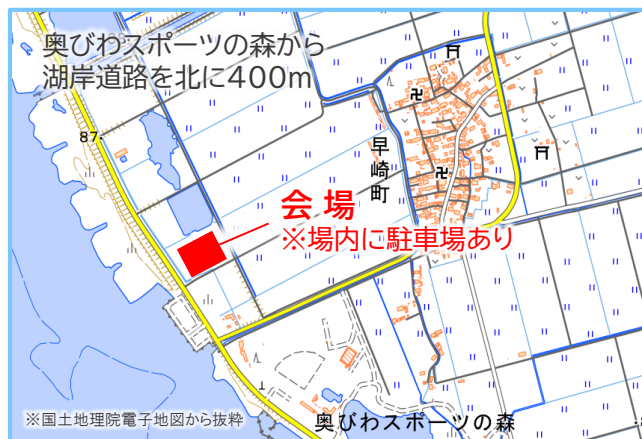 奥びわスポーツの森から
湖岸道路を北に400m
87
早崎町
会 場
※場内に駐車場あり
※国土地理院電子地図から抜粋
奥びわスポーツの森